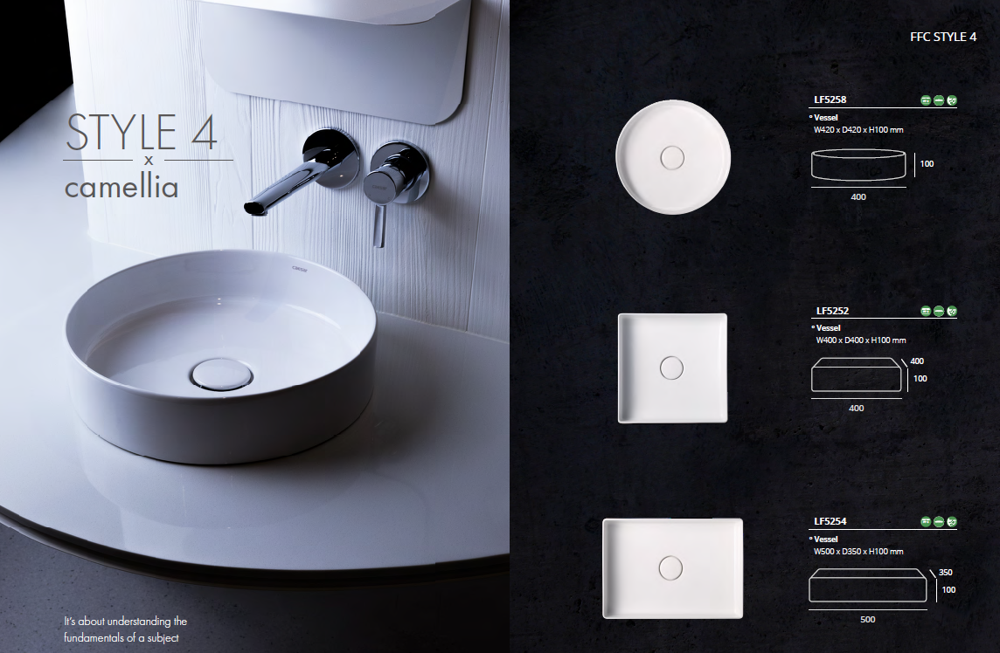 STYLE 4
x
camellia
It's about understanding the
fundamentals of a subject
FFC STYLE 4
LF5258
° Vessel
W420 x D420 x H100 mm
100
400
LF5252
° Vessel
W400 x D400 x H100 mm
400
100
400
LF5254
° Vessel
W500 x D350 x H100 mm
350
100
500